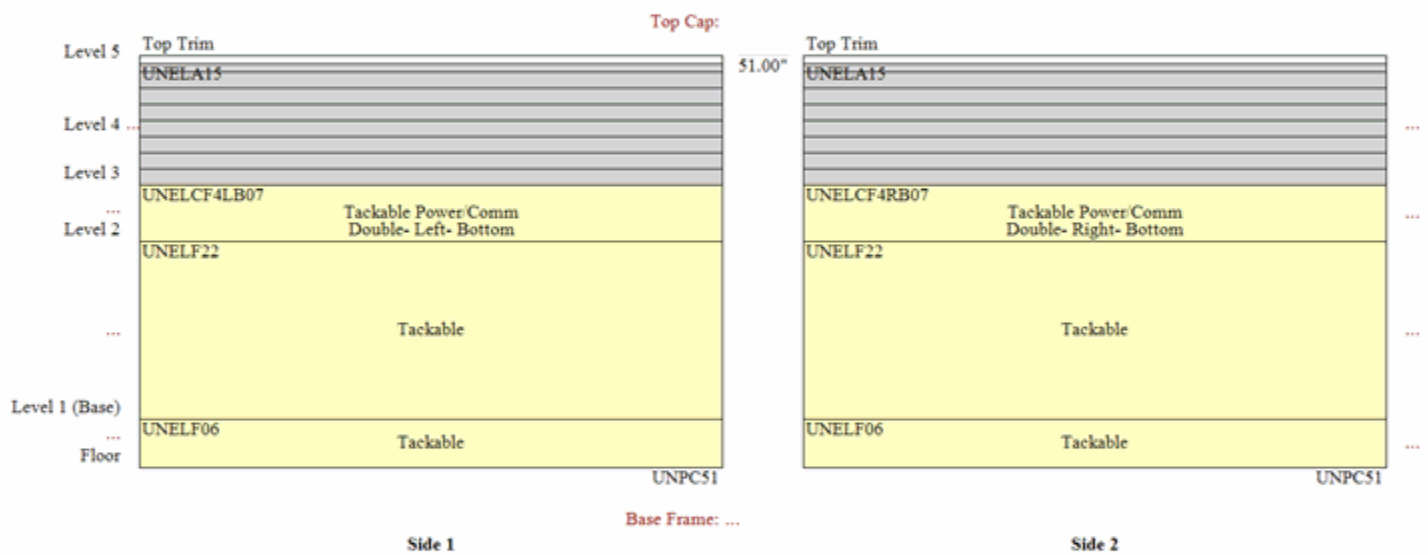 Top Cap:
Level 5
Top Trim
Top Trim
51.00"
UNELA15
UNELA15
Level 4 ...
...
Level 3
UNELCF4LB07
UNELCF4RB07
...
Tackable Power/Comm
Tackable Power/Comm
...
Level 2
Double- Left- Bottom
Double- Right- Bottom
UNELF22
UNELF22
...
Tackable
Tackable
...
Level 1 (Base)
UNELF06
UNELF06
...
Tackable
Tackable
...
Floor
UNPC51
UNPC51
Base Frame: ...
Side 1
Side 2